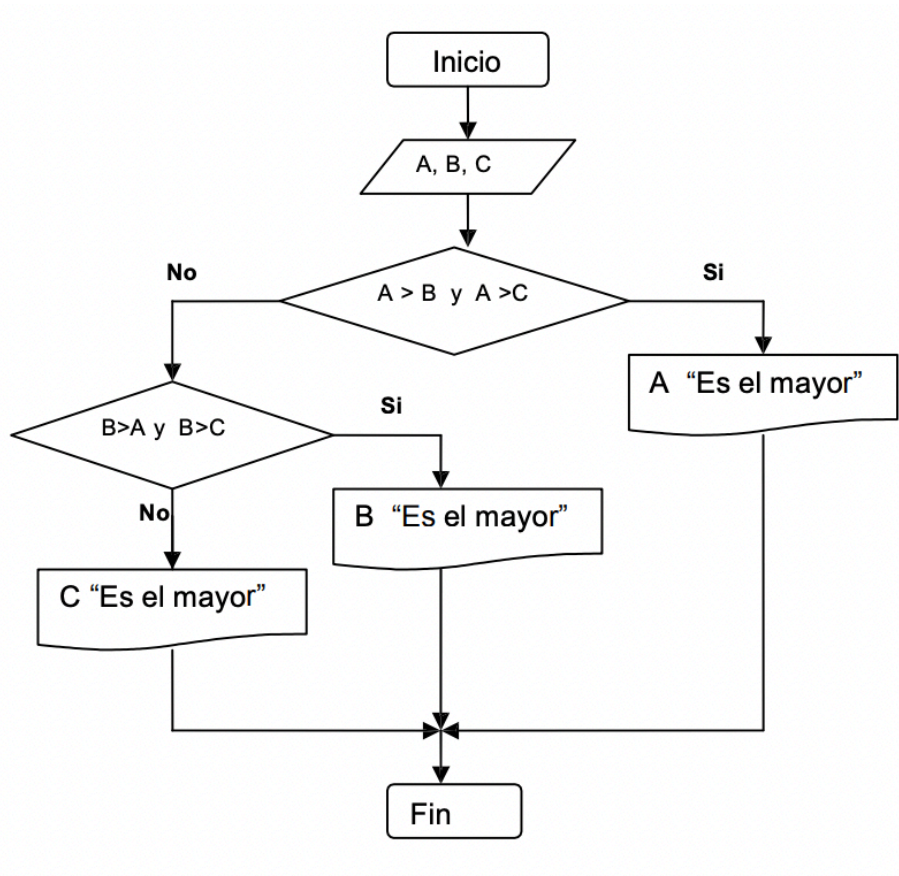 Inicio
A, B, C
No
Si
A > B y A >C
A “Es el mayor”
B>A y B>C
Si
No
B “Es el mayor”
C “Es el mayor”
Fin